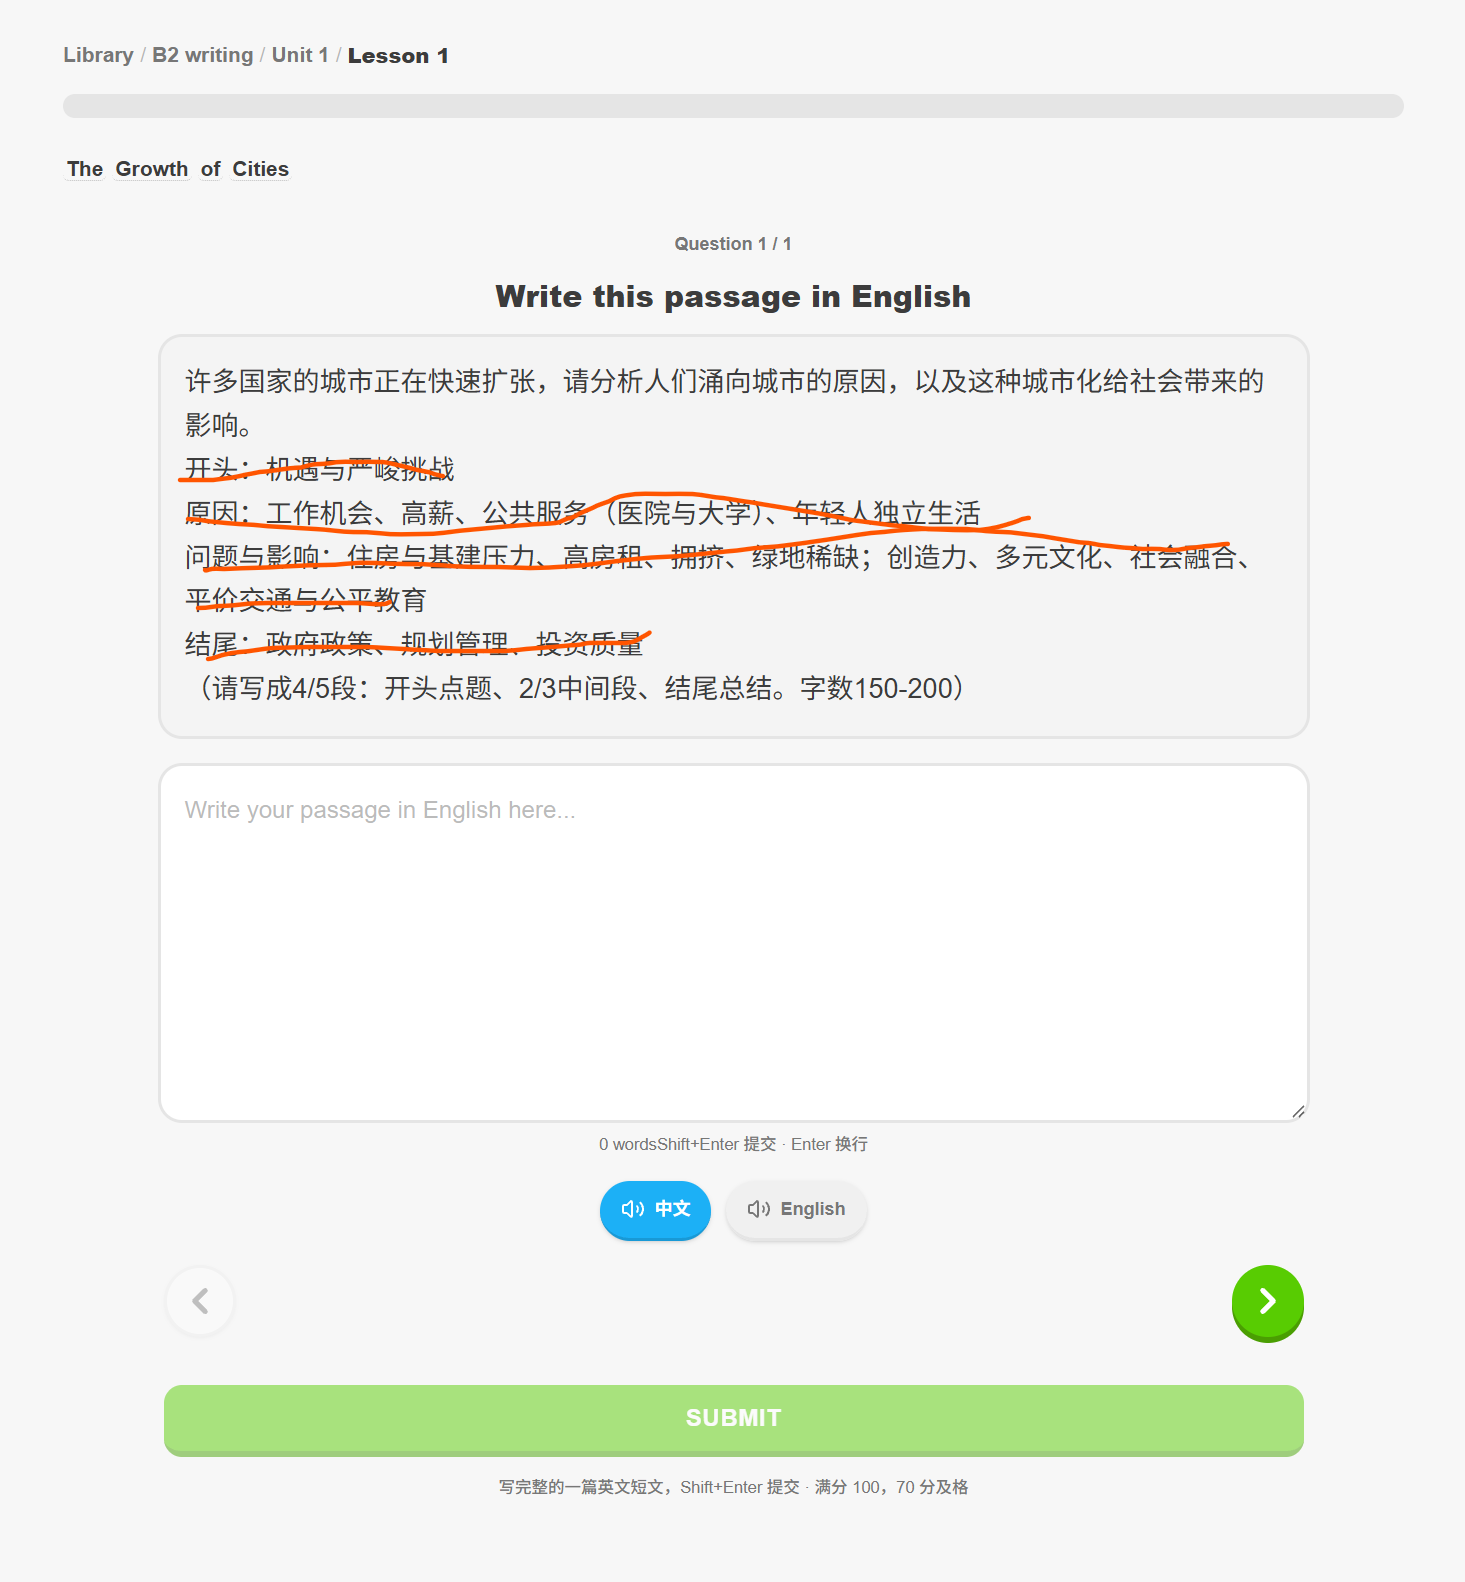 Library / B2 writing / Unit 1 / Lesson 1
The Growth of Cities
Question 1 / 1
Write this passage in English
许多国家的城市正在快速扩张，请分析人们涌向城市的原因，以及这种城市化给社会带来的
影响。
开头：机遇与严峻挑战
原因：工作机会、高薪、公共服务（医院与大学）、年轻人独立生活
问题与影响：住房与基建压力、高房租、拥挤、绿地稀缺；创造力、多元文化、社会融合、
平价交通与公平教育
结尾：政府政策、规划管理、投资质量
（请写成4/5段：开头点题、2/3中间段、结尾总结。字数150-200）
Write your passage in English here...
0 wordsShift+Enter 提交 · Enter 换行
中文 English
SUBMIT
写完整的一篇英文短文，Shift+Enter 提交 · 满分 100，70 分及格